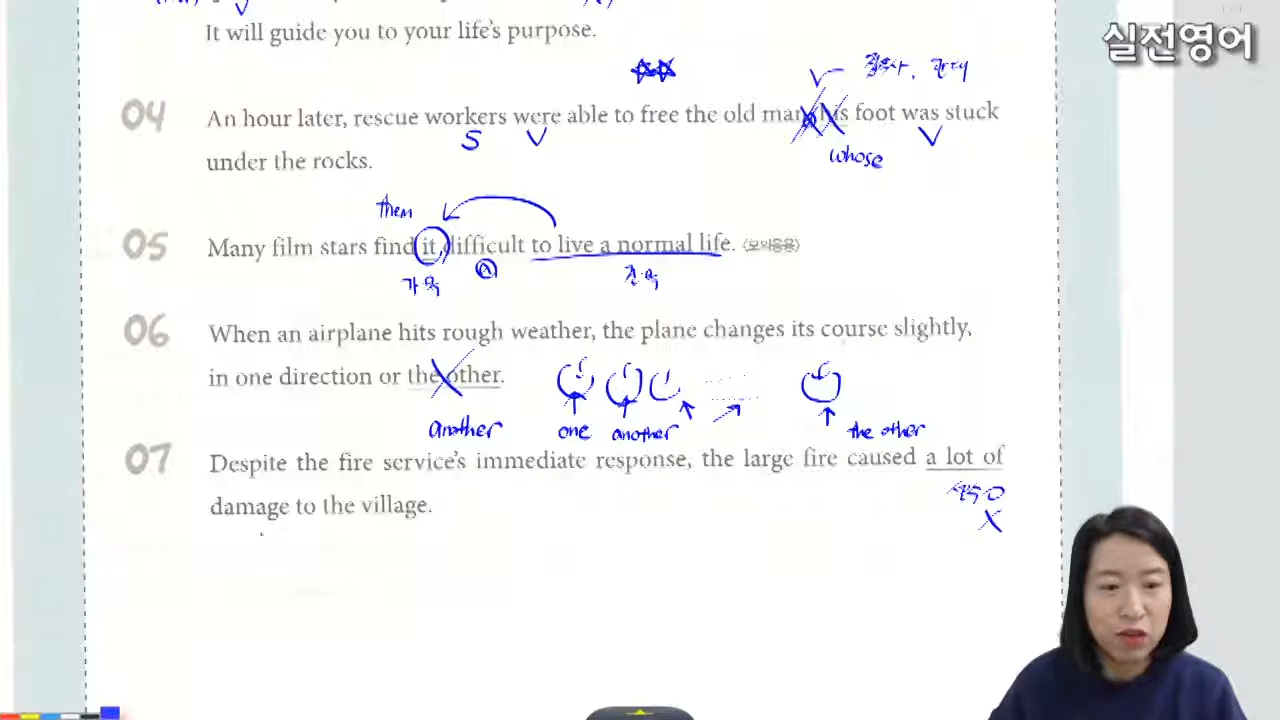 실전영어
It will guide you to your life's purpose.
접속사, 관대
04 An hour later, rescue workers were able to free the old man, his foot was stuck
S V whose V
under the rocks.
them
05 Many film stars find it difficult to live a normal life. (모의응용)
가목 진목
06 When an airplane hits rough weather, the plane changes its course slightly,
in one direction or the other.
another one another the other
07 Despite the fire service's immediate response, the large fire caused a lot of
damage to the village.